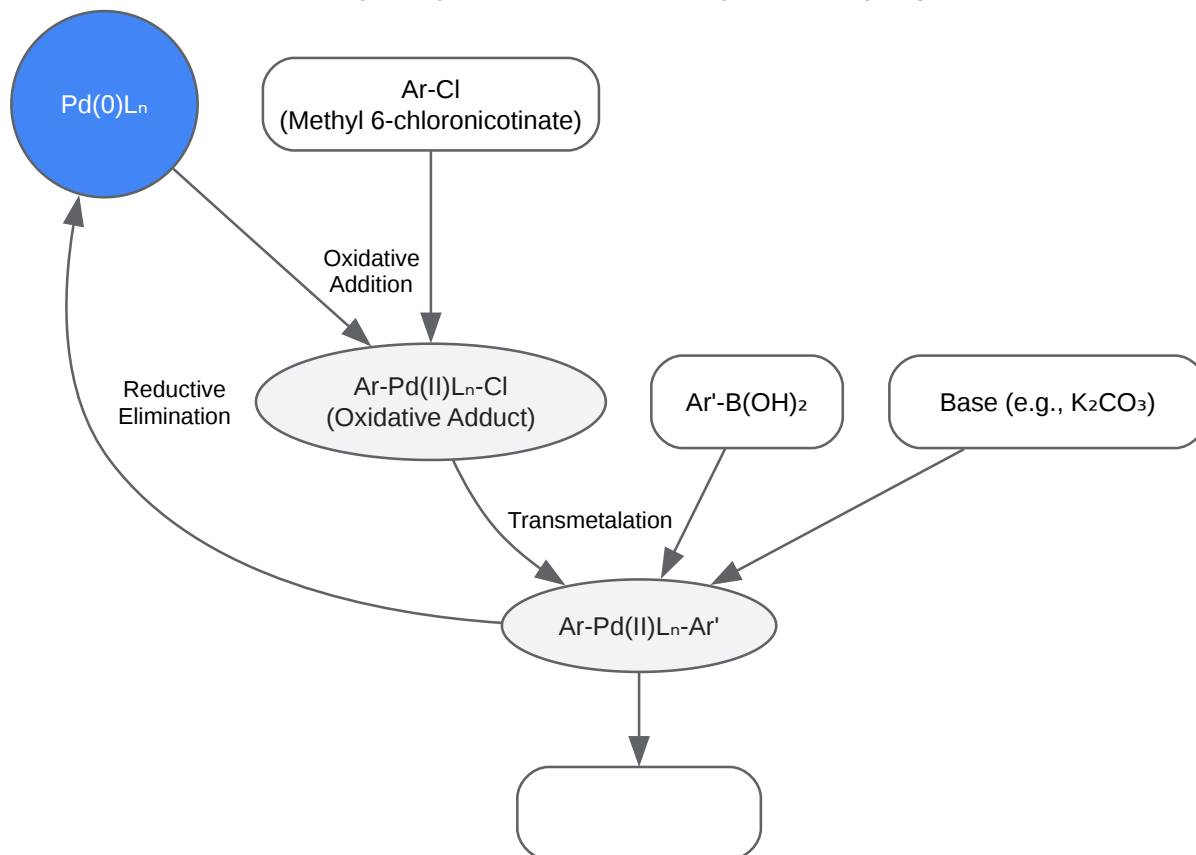 Pd(0)Lₙ
Ar-Cl
(Methyl 6-chloronicotinate)
Oxidative
Addition
Ar-Pd(II)Lₙ-Cl
(Oxidative Adduct)
Reductive
Elimination
Ar'-B(OH)₂
Base (e.g., K₂CO₃)
Transmetalation
Ar-Pd(II)Lₙ-Ar'